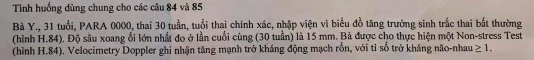 Tình huống dùng chung cho các câu 84 và 85
Bà Y., 31 tuổi, PARA 0000, thai 30 tuần, tuổi thai chính xác, nhập viện vì biểu đồ tăng trưởng sinh trắc thai bất thường
(hình H.84). Độ sâu xoang ối lớn nhất đo ở lần cuối cùng (30 tuần) là 15 mm. Bà được cho thực hiện một Non-stress Test
(hình H.84). Velocimetry Doppler ghi nhận tăng mạnh trở kháng động mạch rốn, với tỉ số trở kháng não-nhau ≥ 1.